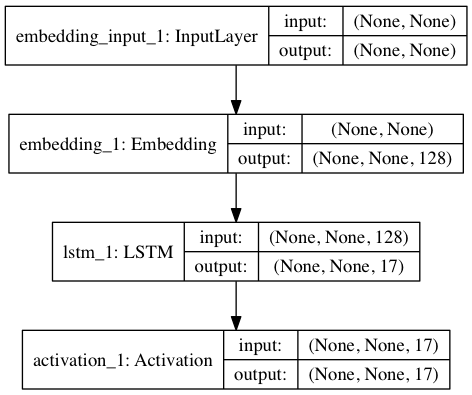 embedding_input_1: InputLayer
input:
(None, None)
output:
(None, None)
embedding_1: Embedding
input:
(None, None)
output:
(None, None, 128)
lstm_1: LSTM
input:
(None, None, 128)
output:
(None, None, 17)
activation_1: Activation
input:
(None, None, 17)
output:
(None, None, 17)